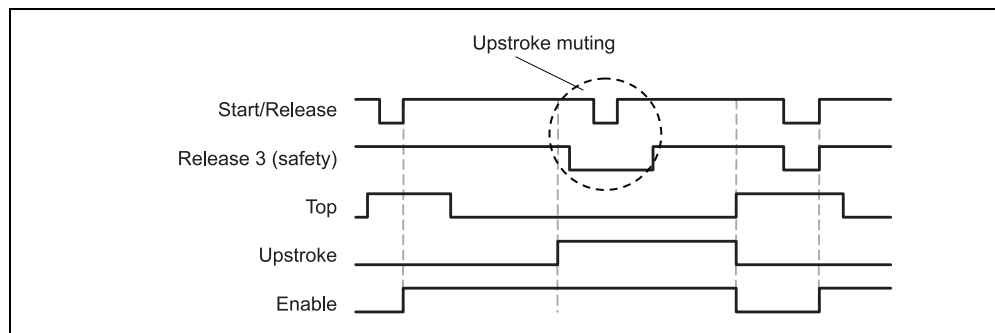 Upstroke muting
Start/Release
Release 3 (safety)
Top
Upstroke
Enable